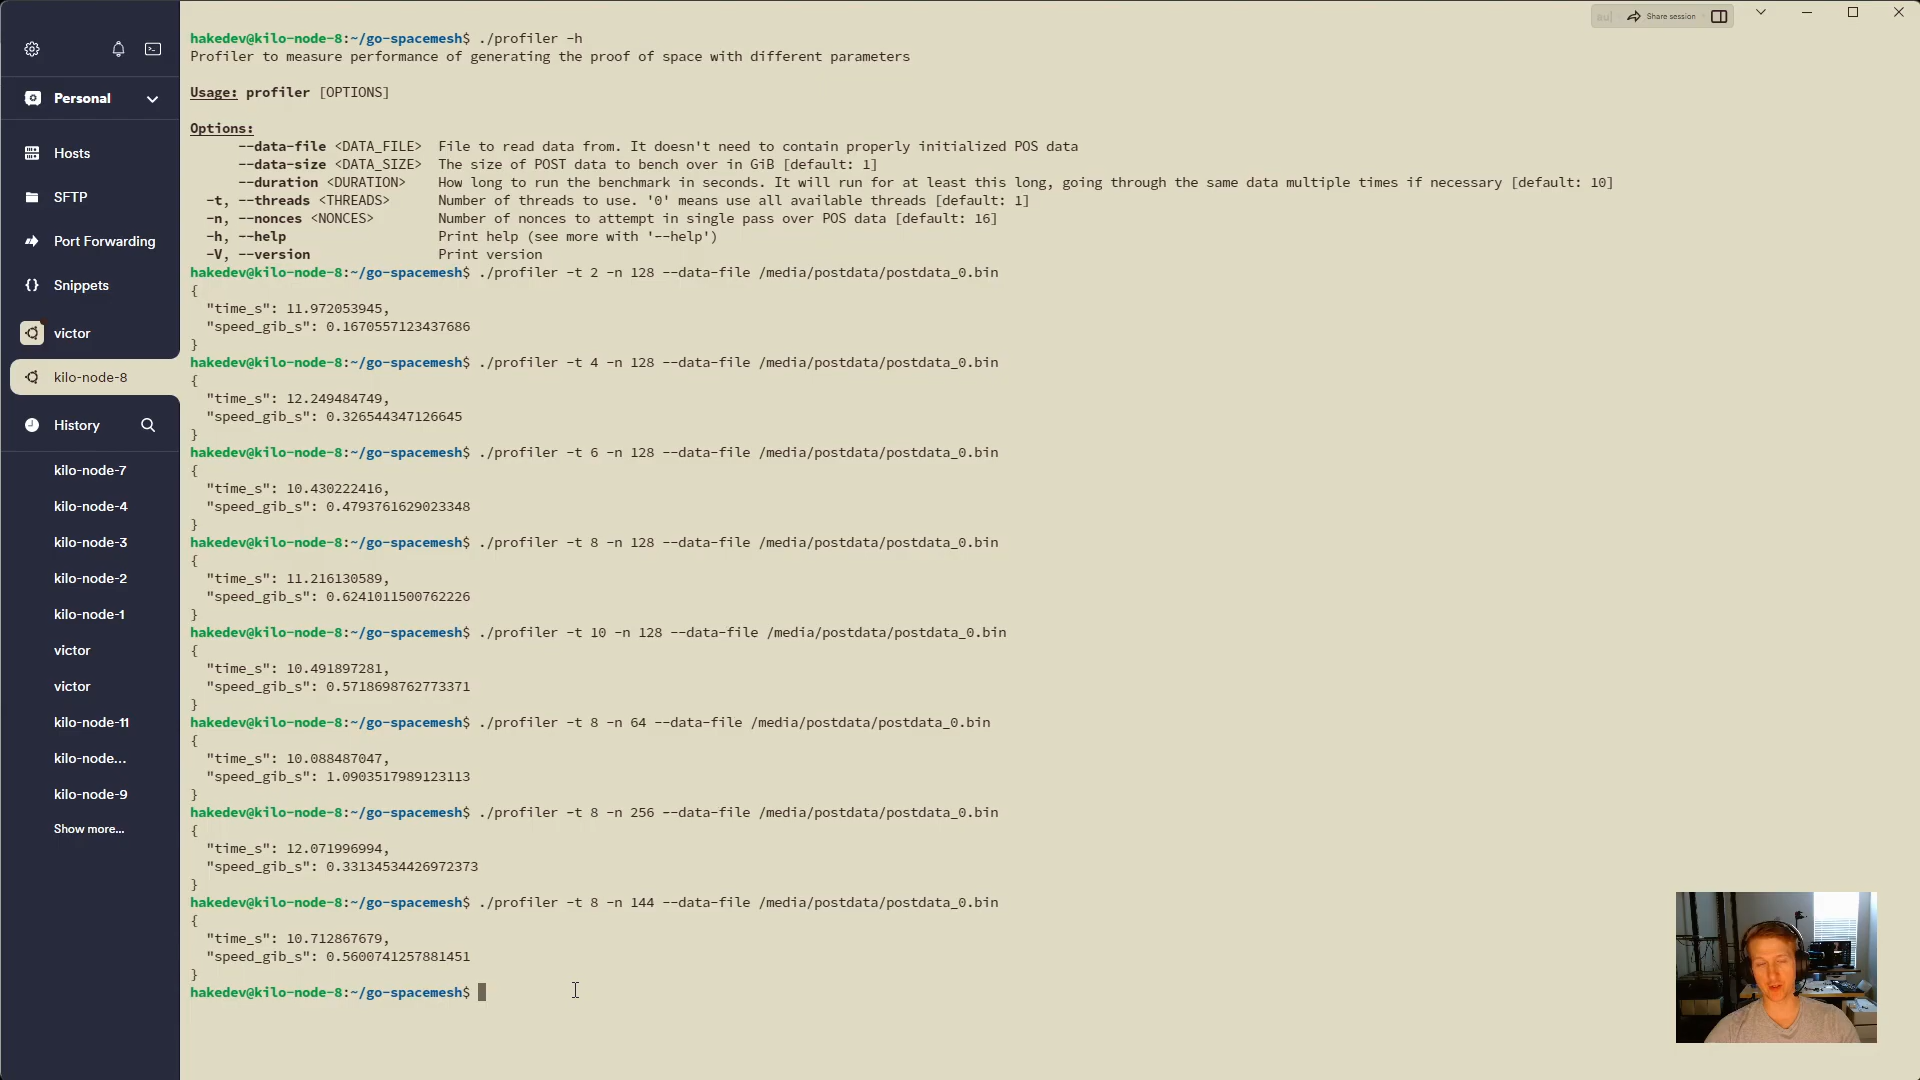 Share session
Personal
Hosts
SFTP
Port Forwarding
Snippets
victor
kilo-node-8
History
kilo-node-7
kilo-node-4
kilo-node-3
kilo-node-2
kilo-node-1
victor
victor
kilo-node-11
kilo-node...
kilo-node-9
Show more...
hakedev@kilo-node-8:~/go-spacemesh$ ./profiler -h
Profiler to measure performance of generating the proof of space with different parameters
Usage: profiler [OPTIONS]
Options:
--data-file <DATA_FILE> File to read data from. It doesn't need to contain properly initialized POS data
--data-size <DATA_SIZE> The size of POST data to bench over in GiB [default: 1]
--duration <DURATION> How long to run the benchmark in seconds. It will run for at least this long, going through the same data multiple times if necessary [default: 10]
-t, --threads <THREADS> Number of threads to use. '0' means use all available threads [default: 1]
-n, --nonces <NONCES> Number of nonces to attempt in single pass over POS data [default: 16]
-h, --help Print help (see more with '--help')
-V, --version Print version
hakedev@kilo-node-8:~/go-spacemesh$ ./profiler -t 2 -n 128 --data-file /media/postdata/postdata_0.bin
{
"time_s": 11.972053945,
"speed_gib_s": 0.1670557123437686
}
hakedev@kilo-node-8:~/go-spacemesh$ ./profiler -t 4 -n 128 --data-file /media/postdata/postdata_0.bin
{
"time_s": 12.249484749,
"speed_gib_s": 0.326544347126645
}
hakedev@kilo-node-8:~/go-spacemesh$ ./profiler -t 6 -n 128 --data-file /media/postdata/postdata_0.bin
{
"time_s": 10.430222416,
"speed_gib_s": 0.4793761629023348
}
hakedev@kilo-node-8:~/go-spacemesh$ ./profiler -t 8 -n 128 --data-file /media/postdata/postdata_0.bin
{
"time_s": 11.216130589,
"speed_gib_s": 0.6241011500762226
}
hakedev@kilo-node-8:~/go-spacemesh$ ./profiler -t 10 -n 128 --data-file /media/postdata/postdata_0.bin
{
"time_s": 10.491897281,
"speed_gib_s": 0.5718698762773371
}
hakedev@kilo-node-8:~/go-spacemesh$ ./profiler -t 8 -n 64 --data-file /media/postdata/postdata_0.bin
{
"time_s": 10.088487047,
"speed_gib_s": 1.0903517989123113
}
hakedev@kilo-node-8:~/go-spacemesh$ ./profiler -t 8 -n 256 --data-file /media/postdata/postdata_0.bin
{
"time_s": 12.071996994,
"speed_gib_s": 0.33134534426972373
}
hakedev@kilo-node-8:~/go-spacemesh$ ./profiler -t 8 -n 144 --data-file /media/postdata/postdata_0.bin
{
"time_s": 10.712867679,
"speed_gib_s": 0.5600741257881451
}
hakedev@kilo-node-8:~/go-spacemesh$